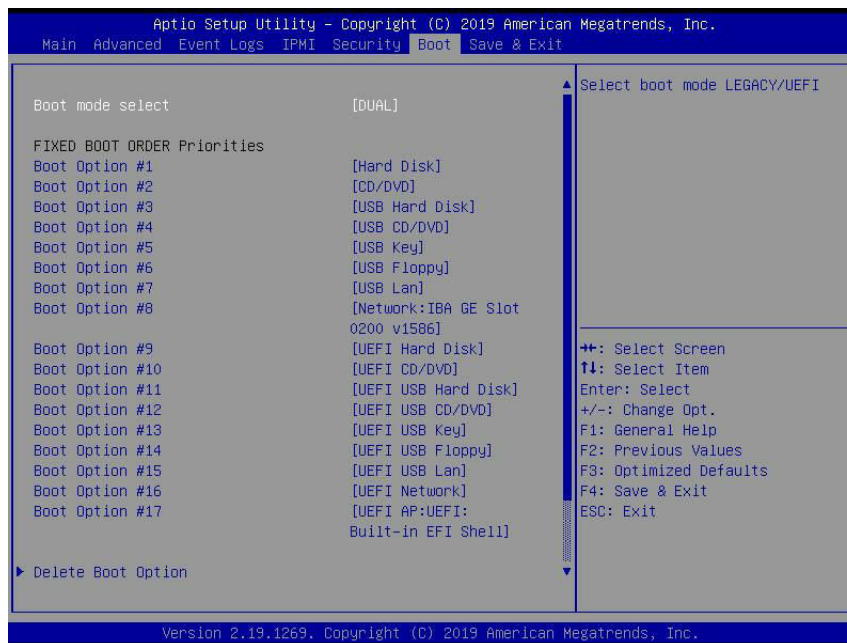 Aptio Setup Utility – Copyright (C) 2019 American Megatrends, Inc.
Main Advanced Event Logs IPMI Security Boot Save & Exit
Boot mode select [DUAL]
FIXED BOOT ORDER Priorities
Boot Option #1 [Hard Disk]
Boot Option #2 [CD/DVD]
Boot Option #3 [USB Hard Disk]
Boot Option #4 [USB CD/DVD]
Boot Option #5 [USB Key]
Boot Option #6 [USB Floppy]
Boot Option #7 [USB Lan]
Boot Option #8 [Network:IBA GE Slot
0200 v1586]
Boot Option #9 [UEFI Hard Disk]
Boot Option #10 [UEFI CD/DVD]
Boot Option #11 [UEFI USB Hard Disk]
Boot Option #12 [UEFI USB CD/DVD]
Boot Option #13 [UEFI USB Key]
Boot Option #14 [UEFI USB Floppy]
Boot Option #15 [UEFI USB Lan]
Boot Option #16 [UEFI Network]
Boot Option #17 [UEFI AP:UEFI:
Built-in EFI Shell]
Delete Boot Option
Select boot mode LEGACY/UEFI
→←: Select Screen
↑↓: Select Item
Enter: Select
+/-: Change Opt.
F1: General Help
F2: Previous Values
F3: Optimized Defaults
F4: Save & Exit
ESC: Exit
Version 2.19.1269. Copyright (C) 2019 American Megatrends, Inc.